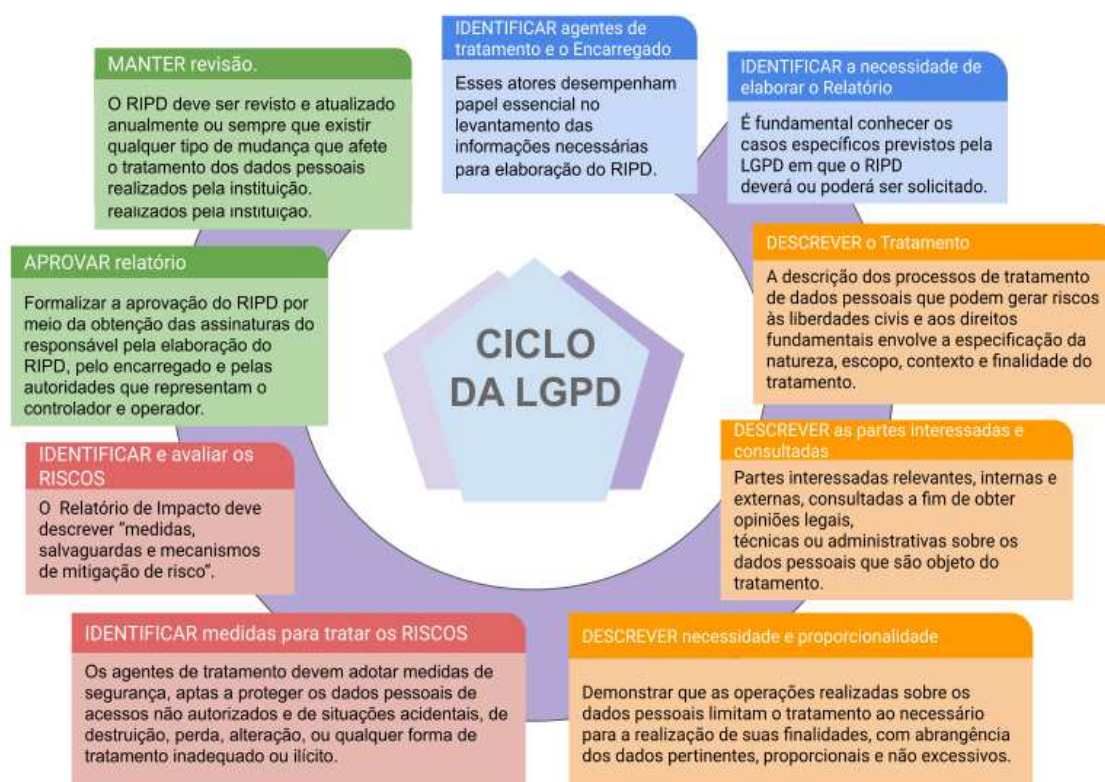 IDENTIFICAR agentes de
tratamento e o Encarregado
Esses atores desempenham
papel essencial no
levantamento das
informações necessárias
para elaboração do RIPD.
IDENTIFICAR a necessidade de
elaborar o Relatório
É fundamental conhecer os
casos específicos previstos pela
LGPD em que o RIPD
deverá ou poderá ser solicitado.
DESCREVER o Tratamento
A descrição dos processos de tratamento
de dados pessoais que podem gerar riscos
às liberdades civis e aos direitos
fundamentais envolve a especificação da
natureza, escopo, contexto e finalidade do
tratamento.
DESCREVER as partes interessadas e
consultadas
Partes interessadas relevantes, internas e
externas, consultadas a fim de obter
opiniões legais,
técnicas ou administrativas sobre os
dados pessoais que são objeto do
tratamento.
DESCREVER necessidade e proporcionalidade
Demonstrar que as operações realizadas sobre os
dados pessoais limitam o tratamento ao necessário
para a realização de suas finalidades, com abrangência
dos dados pertinentes, proporcionais e não excessivos.
IDENTIFICAR medidas para tratar os RISCOS
Os agentes de tratamento devem adotar medidas de
segurança, aptas a proteger os dados pessoais de
acessos não autorizados e de situações acidentais, de
destruição, perda, alteração, ou qualquer forma de
tratamento inadequado ou ilícito.
IDENTIFICAR e avaliar os
RISCOS
O Relatório de Impacto deve
descrever “medidas,
salvaguardas e mecanismos
de mitigação de risco”.
APROVAR relatório
Formalizar a aprovação do RIPD por
meio da obtenção das assinaturas do
responsável pela elaboração do
RIPD, pelo encarregado e pelas
autoridades que representam o
controlador e operador.
MANTER revisão.
O RIPD deve ser revisto e atualizado
anualmente ou sempre que existir
qualquer tipo de mudança que afete
o tratamento dos dados pessoais
realizados pela instituição.
realizados pela instituição.
CICLO
DA LGPD